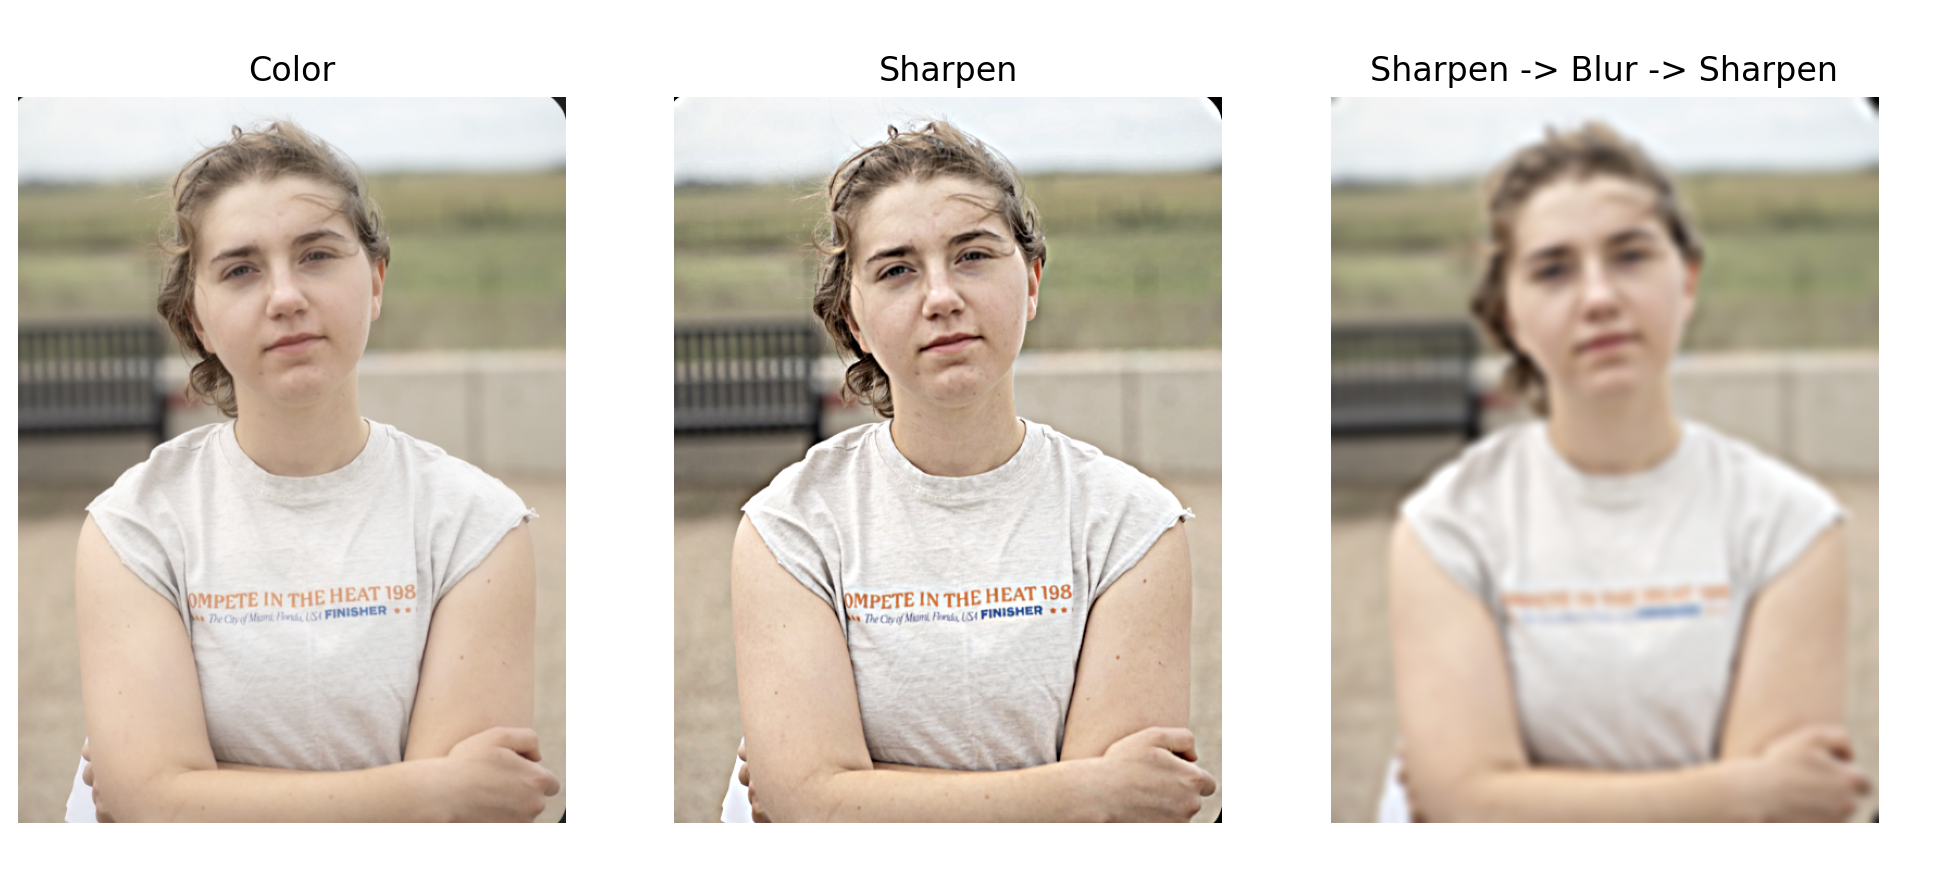 Color
Sharpen
Sharpen -> Blur -> Sharpen
OMPETE IN THE HEAT 198
The City of Miami, Florida, USA FINISHER
OMPETE IN THE HEAT 198
The City of Miami, Florida, USA FINISHER